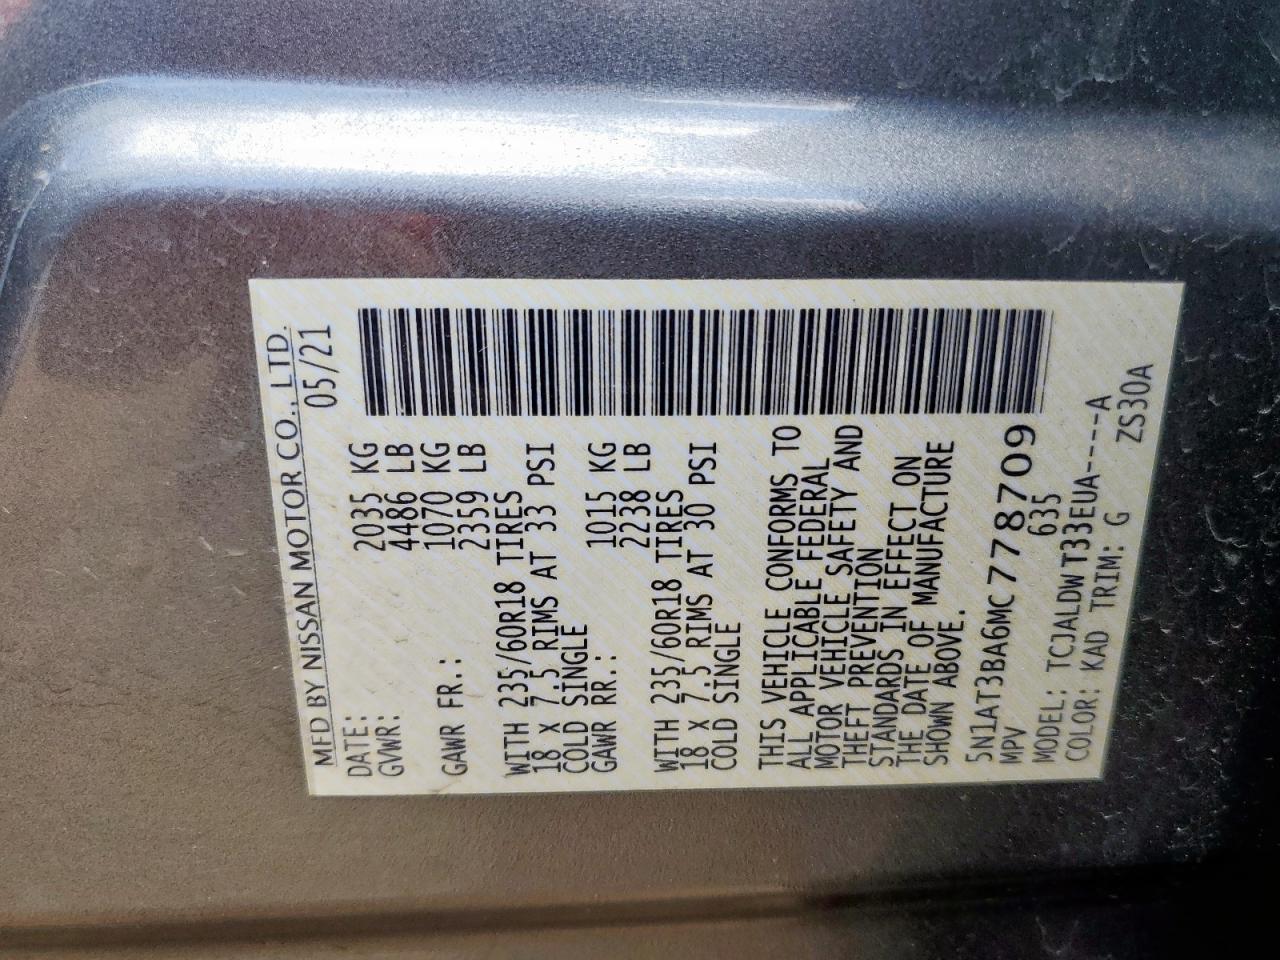 MFD BY NISSAN MOTOR CO., LTD.
DATE: 05/21
GVWR: 2035 KG
4486 LB
GAWR FR.: 1070 KG
2359 LB
WITH 235/60R18 TIRES
18 x 7.5 RIMS AT 33 PSI
COLD SINGLE
GAWR RR.: 1015 KG
2238 LB
WITH 235/60R18 TIRES
18 x 7.5 RIMS AT 30 PSI
COLD SINGLE
THIS VEHICLE CONFORMS TO
ALL APPLICABLE FEDERAL
MOTOR VEHICLE SAFETY AND
THEFT PREVENTION
STANDARDS IN EFFECT ON
THE DATE OF MANUFACTURE
SHOWN ABOVE.
5N1AT3BA6MC778709
MPV 635
MODEL: TCJALDWT33EUA----A
COLOR: KAD TRIM: G ZS30A